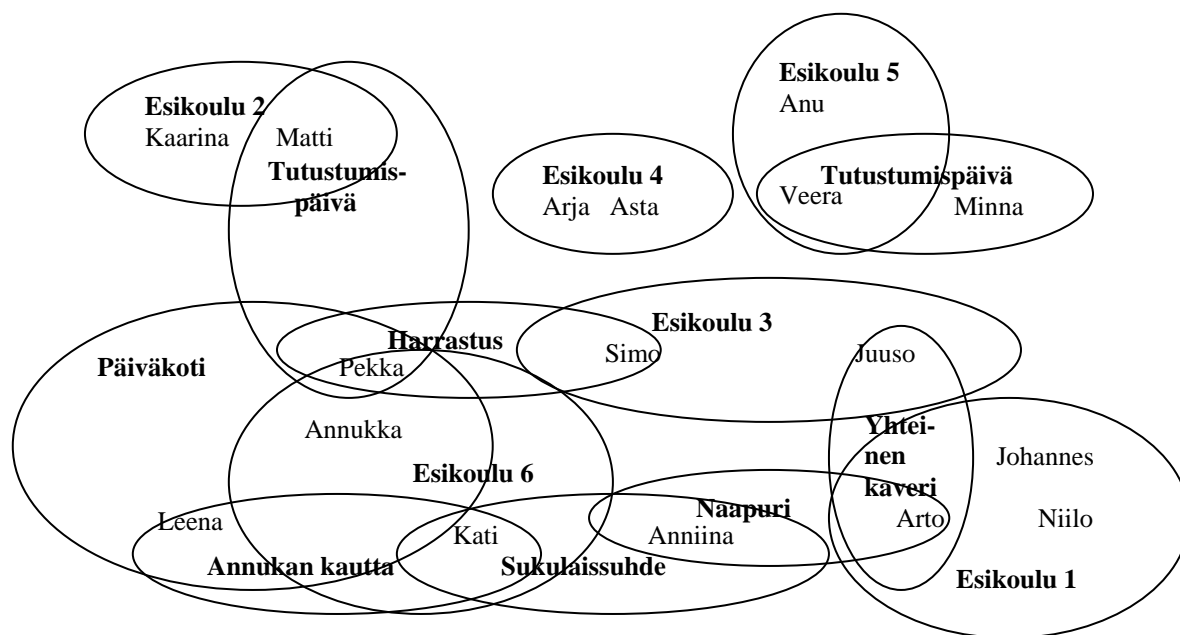 Esikoulu 5
Anu
Esikoulu 2
Kaarina Matti
Tutustumis-
päivä
Esikoulu 4
Arja Asta
Tutustumispäivä
Veera Minna
Esikoulu 3
Harrastus
Simo Juuso
Päiväkoti
Pekka
Annukka
Esikoulu 6
Yhtei-
nen
kaveri
Johannes
Leena
Naapuri
Kati Anniina Arto Niilo
Annukan kautta Sukulaissuhde
Esikoulu 1